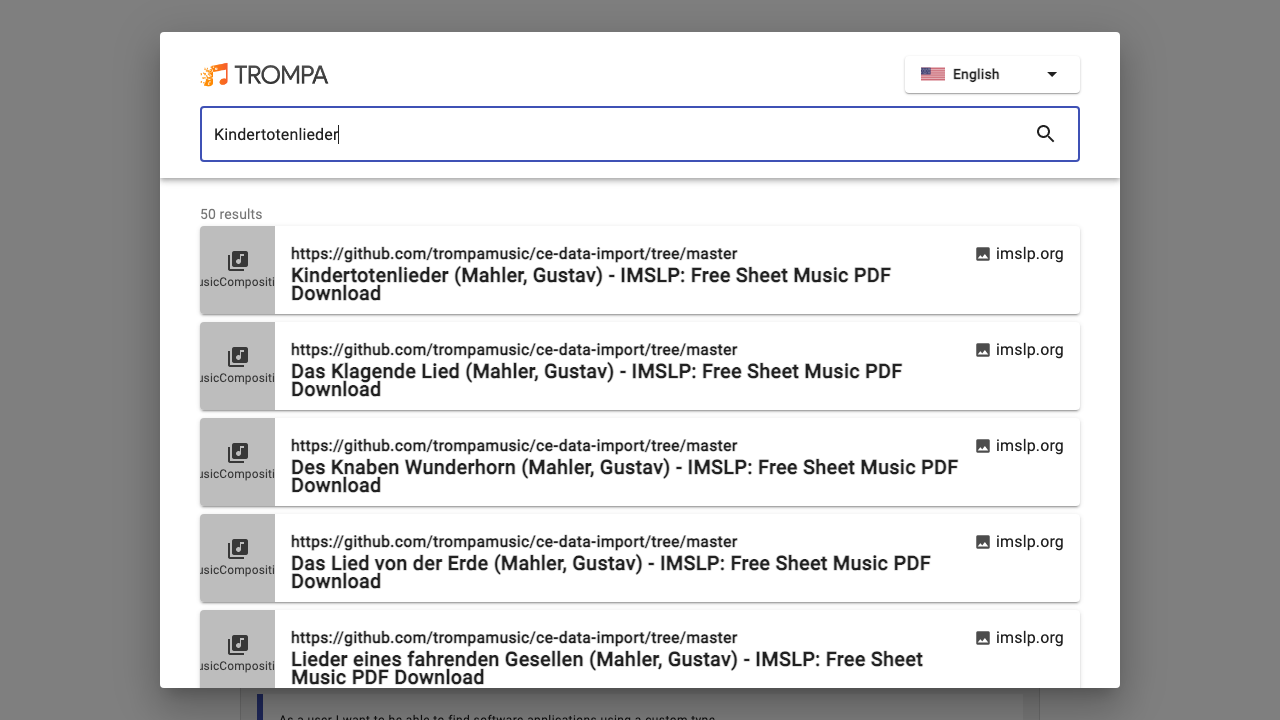 TROMPA
English
Kindertotenlieder
50 results
usicCompositi
https://github.com/trompamusic/ce-data-import/tree/master
imslp.org
Kindertotenlieder (Mahler, Gustav) - IMSLP: Free Sheet Music PDF
Download
usicCompositi
https://github.com/trompamusic/ce-data-import/tree/master
imslp.org
Das Klagende Lied (Mahler, Gustav) - IMSLP: Free Sheet Music PDF
Download
usicCompositi
https://github.com/trompamusic/ce-data-import/tree/master
imslp.org
Des Knaben Wunderhorn (Mahler, Gustav) - IMSLP: Free Sheet Music PDF
Download
usicCompositi
https://github.com/trompamusic/ce-data-import/tree/master
imslp.org
Das Lied von der Erde (Mahler, Gustav) - IMSLP: Free Sheet Music PDF
Download
usicCompositi
https://github.com/trompamusic/ce-data-import/tree/master
imslp.org
Lieder eines fahrenden Gesellen (Mahler, Gustav) - IMSLP: Free Sheet
Music PDF Download
As a user I want to be able to find software applications using a custom type